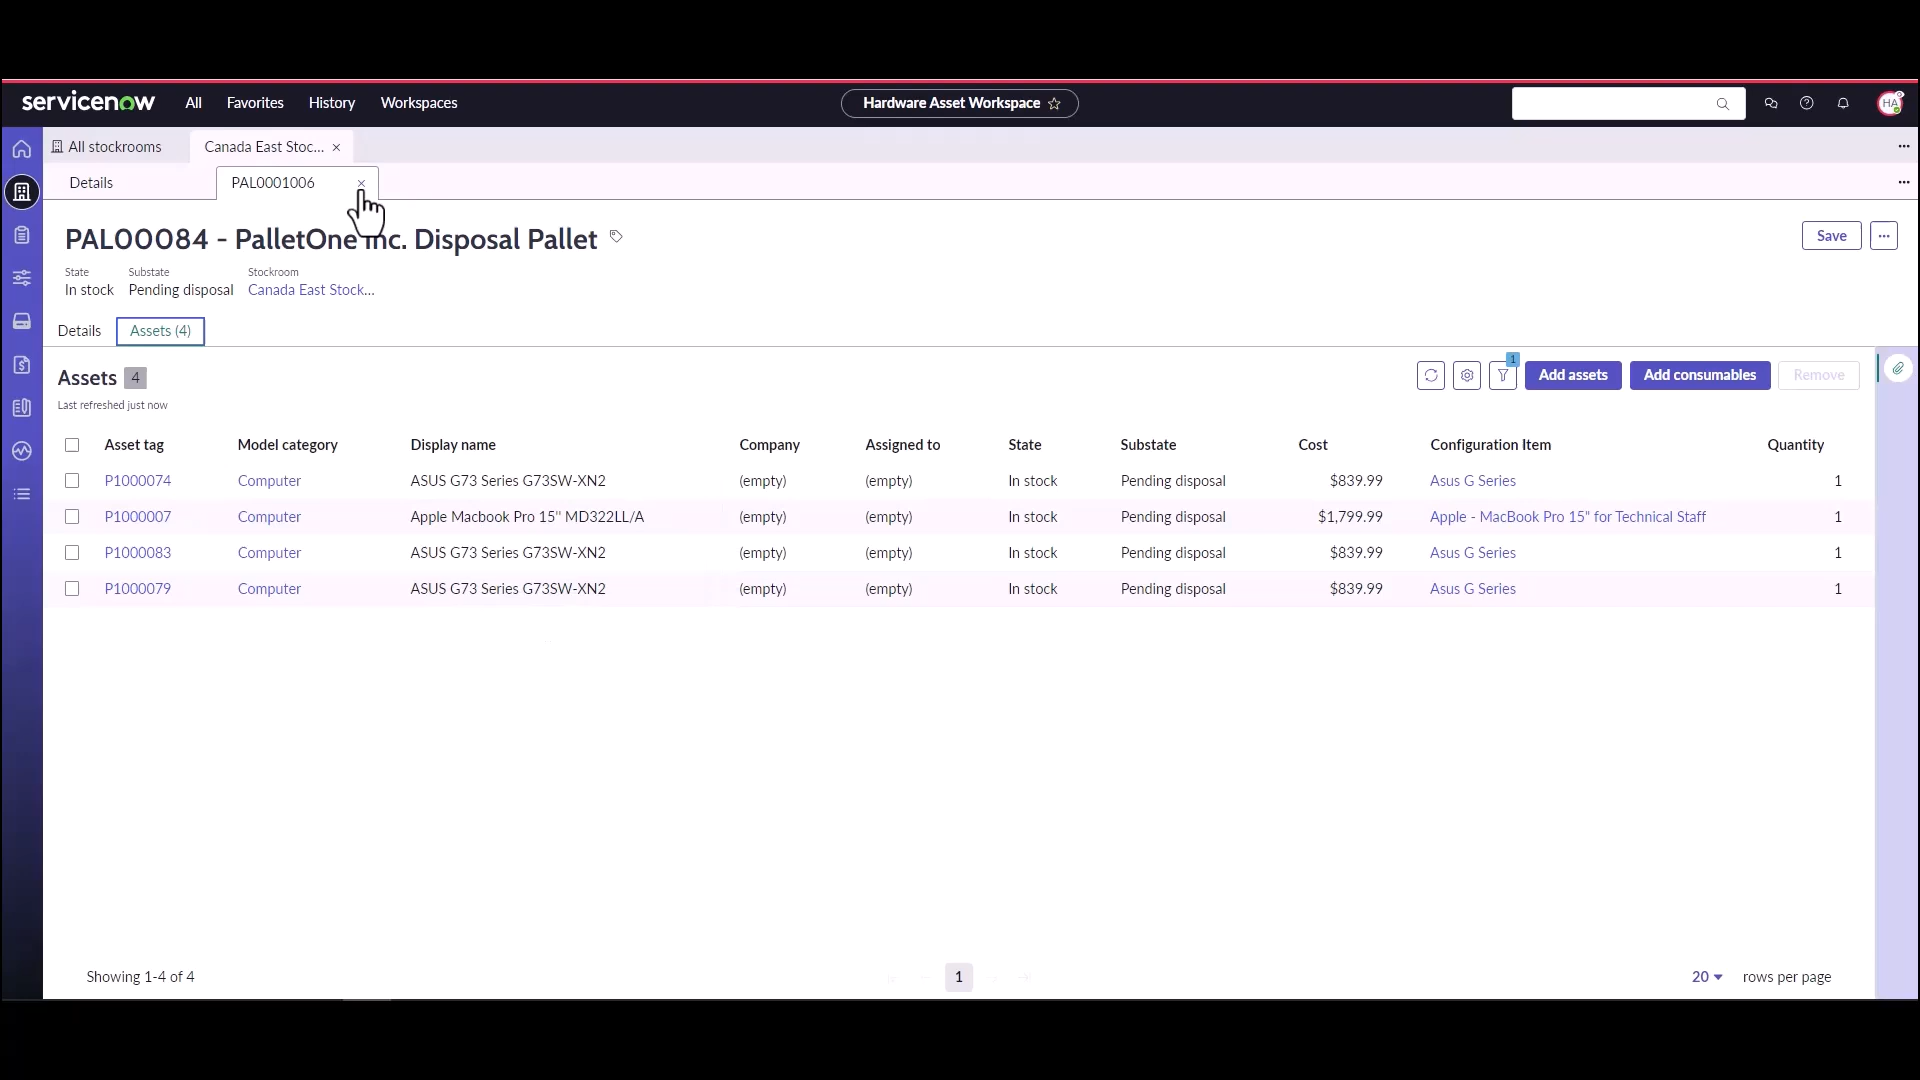 servicenow All Favorites History Workspaces Hardware Asset Workspace HA
All stockrooms Canada East Stoc...
Details PAL0001006
PAL00084 - PalletOne Inc. Disposal Pallet Save
State Substate Stockroom
In stock Pending disposal Canada East Stock...
Details Assets (4)
Assets 4 1 Add assets Add consumables Remove
Last refreshed just now
Asset tag Model category Display name Company Assigned to State Substate Cost Configuration Item Quantity
P1000074 Computer ASUS G73 Series G73SW-XN2 (empty) (empty) In stock Pending disposal $839.99 Asus G Series 1
P1000007 Computer Apple Macbook Pro 15" MD322LL/A (empty) (empty) In stock Pending disposal $1,799.99 Apple - MacBook Pro 15" for Technical Staff 1
P1000083 Computer ASUS G73 Series G73SW-XN2 (empty) (empty) In stock Pending disposal $839.99 Asus G Series 1
P1000079 Computer ASUS G73 Series G73SW-XN2 (empty) (empty) In stock Pending disposal $839.99 Asus G Series 1
Showing 1-4 of 4 1 20 rows per page